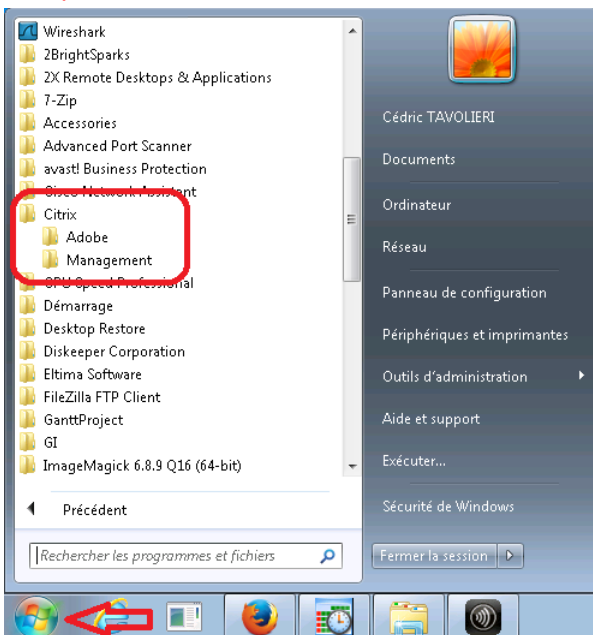 Wireshark
2BrightSparks
2X Remote Desktops & Applications
7-Zip
Accessories
Advanced Port Scanner
avast! Business Protection
Cisco Network Assistant
Citrix
Adobe
Management
CPU Speed Professional
Démarrage
Desktop Restore
Diskeeper Corporation
Eltima Software
FileZilla FTP Client
GanttProject
GI
ImageMagick 6.8.9 Q16 (64-bit)
Précédent
Rechercher les programmes et fichiers
Cédric TAVOLIERI
Documents
Ordinateur
Réseau
Panneau de configuration
Périphériques et imprimantes
Outils d'administration
Aide et support
Exécuter...
Sécurité de Windows
Fermer la session